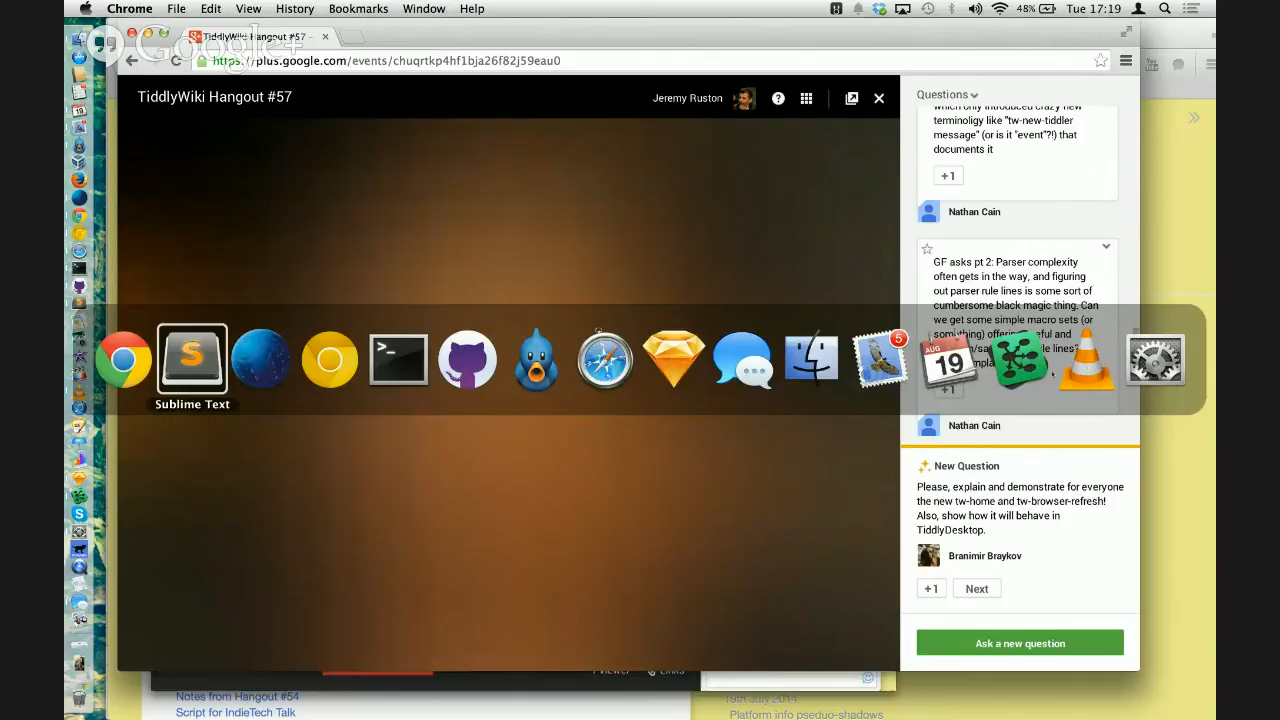 Chrome File Edit View History Bookmarks Window Help
48% Tue 17:19
TiddlyWiki Hangout #57 -
Google+
https://plus.google.com/events/chuqrtkp4hf1bja26f82j59eau0
TiddlyWiki Hangout #57
Jeremy Ruston
Questions
which only introduced crazy new
terminoligy like "tw-new-tiddler
message" (or is it "event"?!) that
documents it
+1
Nathan Cain
GF asks pt 2: Parser complexity
often gets in the way, and figuring
out parser rule lines is some sort of
cumbersome black magic thing. Can
we get some simple macro sets (or
+1
Nathan Cain
Sublime Text
5
AUG
19
New Question
Please, explain and demonstrate for everyone
the new tw-home and tw-browser-refresh!
Also, show how it will behave in
TiddlyDesktop.
Branimir Braykov
+1 Next
Ask a new question
Links
Notes from Hangout #54
Script for IndieTech Talk
19th July 2014
Platform info pseduo-shadows